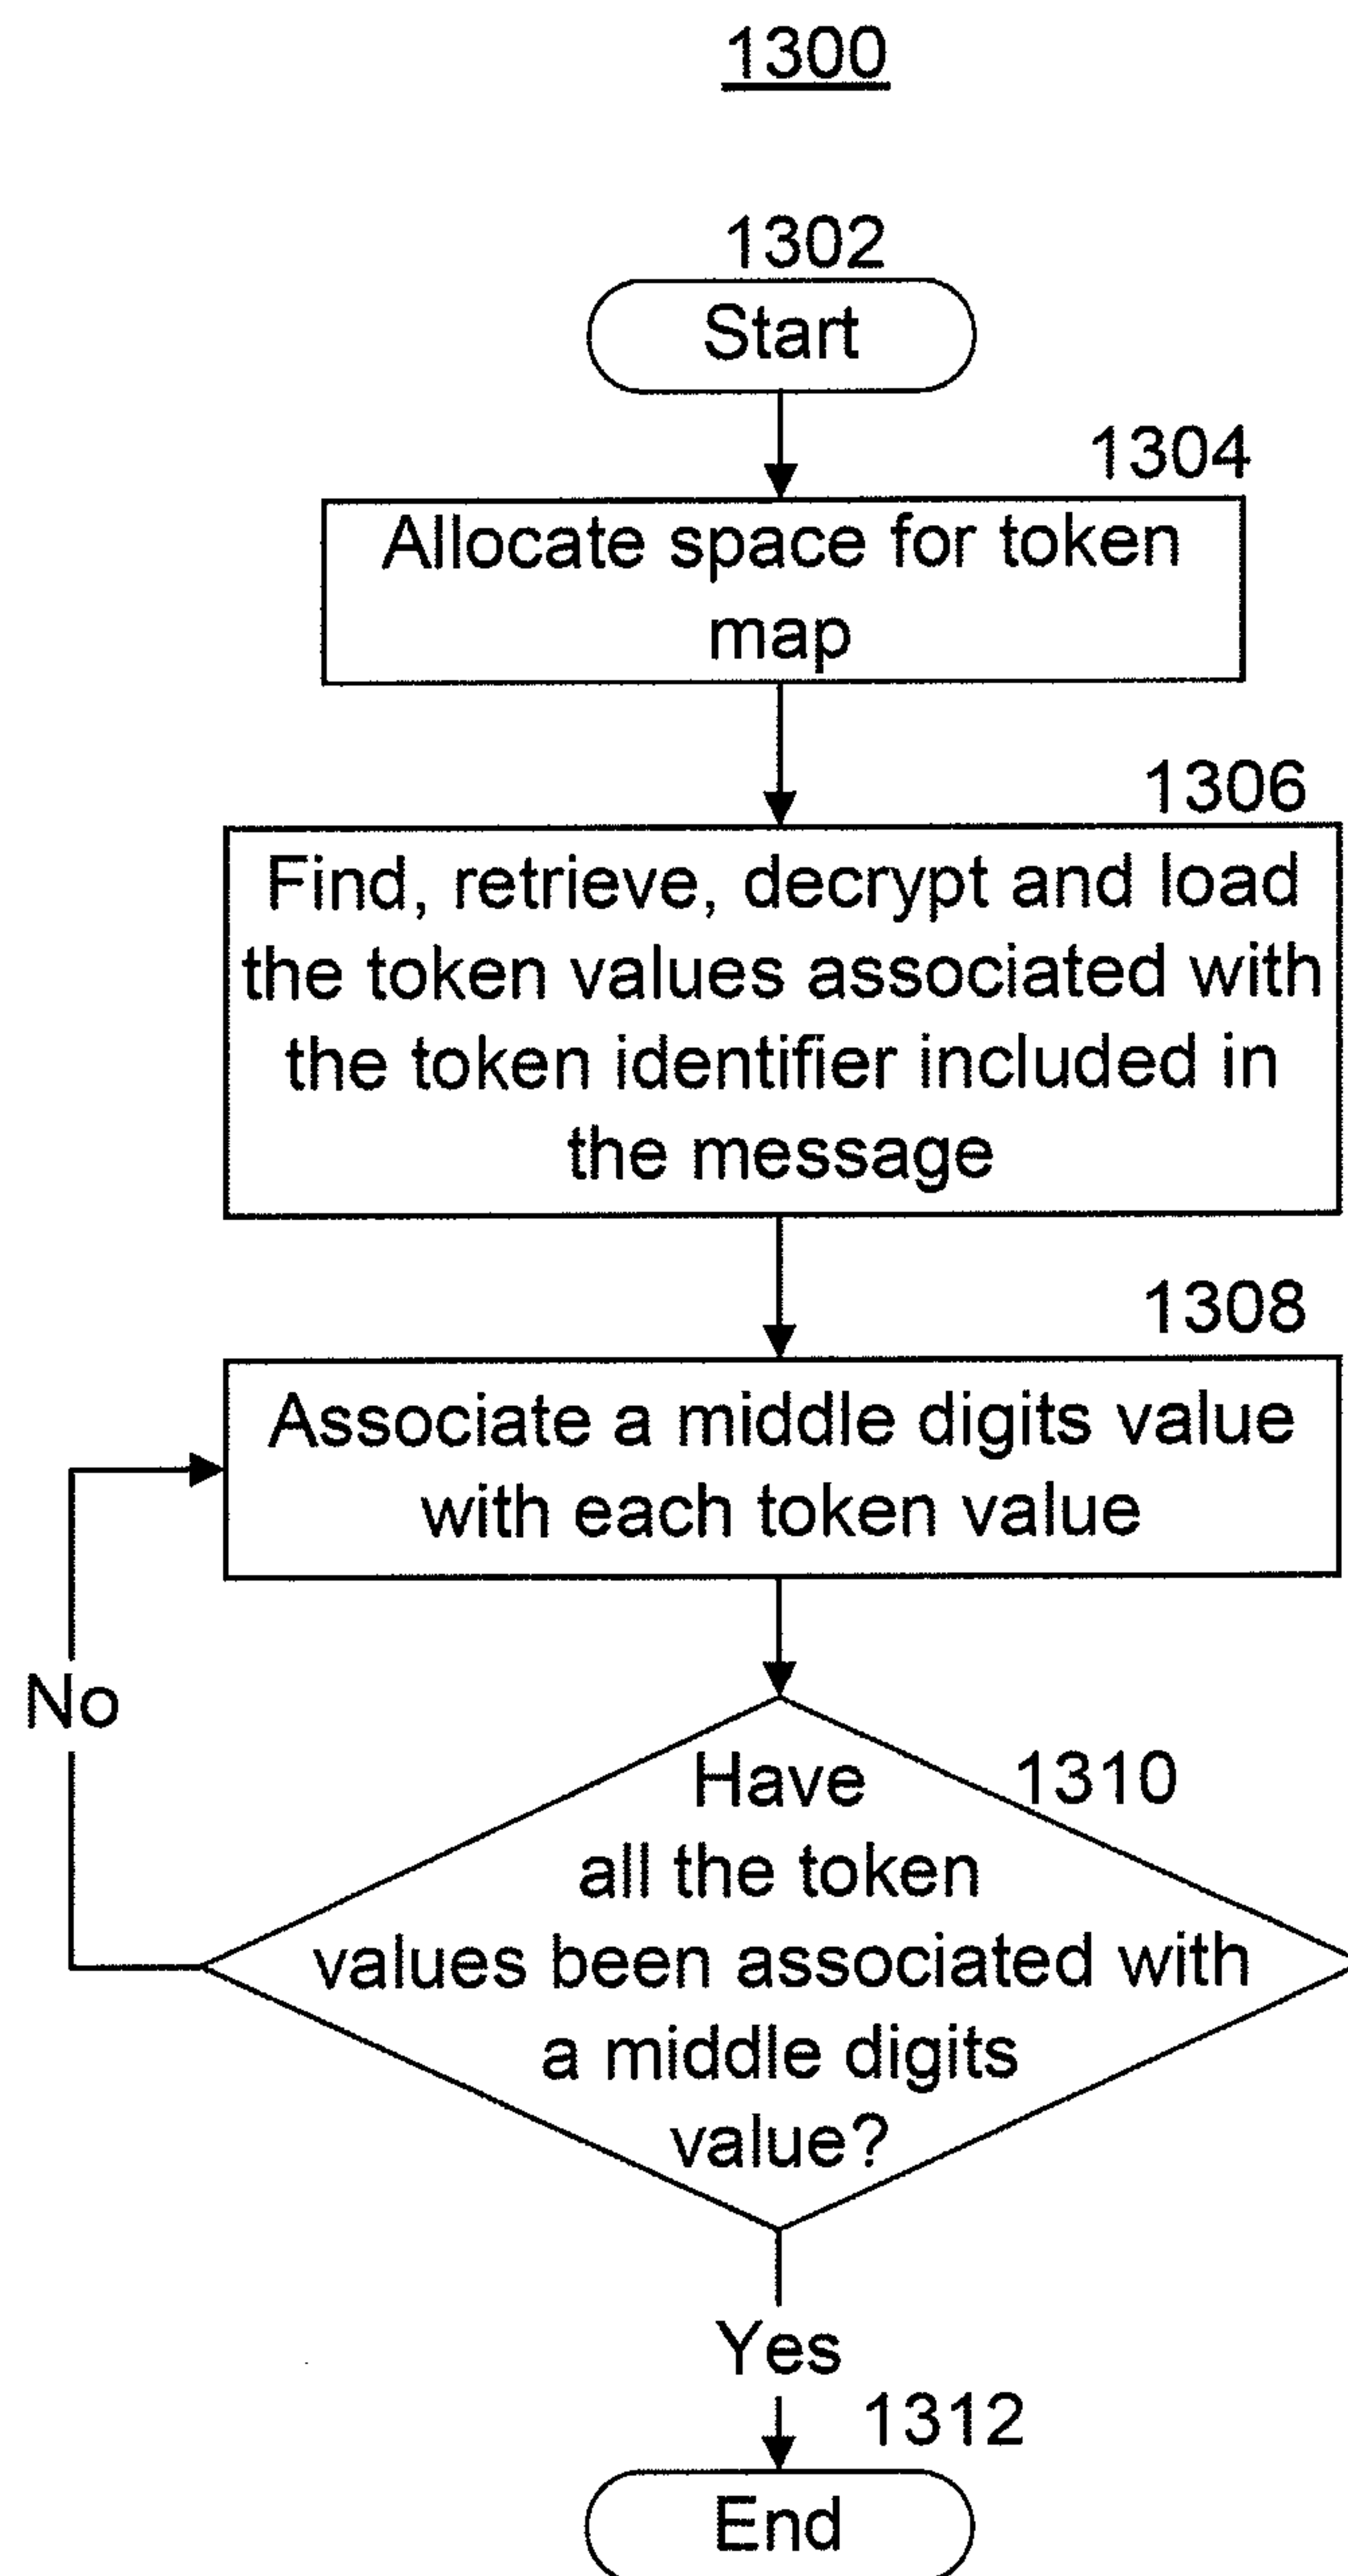 1300
1302
Start
1304
Allocate space for token
map
1306
Find, retrieve, decrypt and load
the token values associated with
the token identifier included in
the message
1308
Associate a middle digits value
with each token value
No
Have
1310
all the token
values been associated with
a middle digits
value?
Yes
1312
End